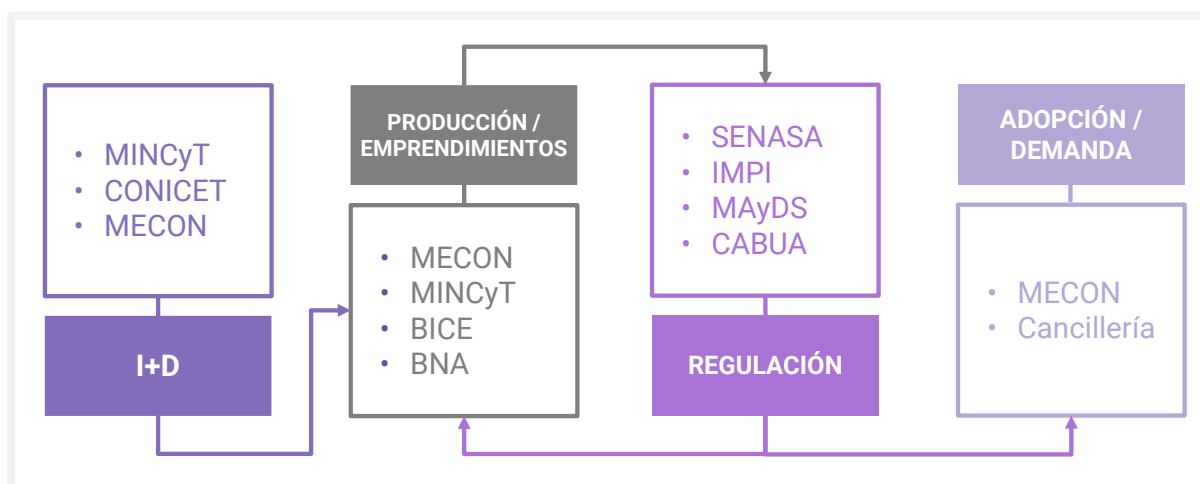 • MINCyT
• CONICET
• MECON
I+D
PRODUCCIÓN /
EMPRENDIMIENTOS
• MECON
• MINCyT
• BICE
• BNA
• SENASA
• IMPI
• MAyDS
• CABUA
REGULACIÓN
ADOPCIÓN /
DEMANDA
• MECON
• Cancillería